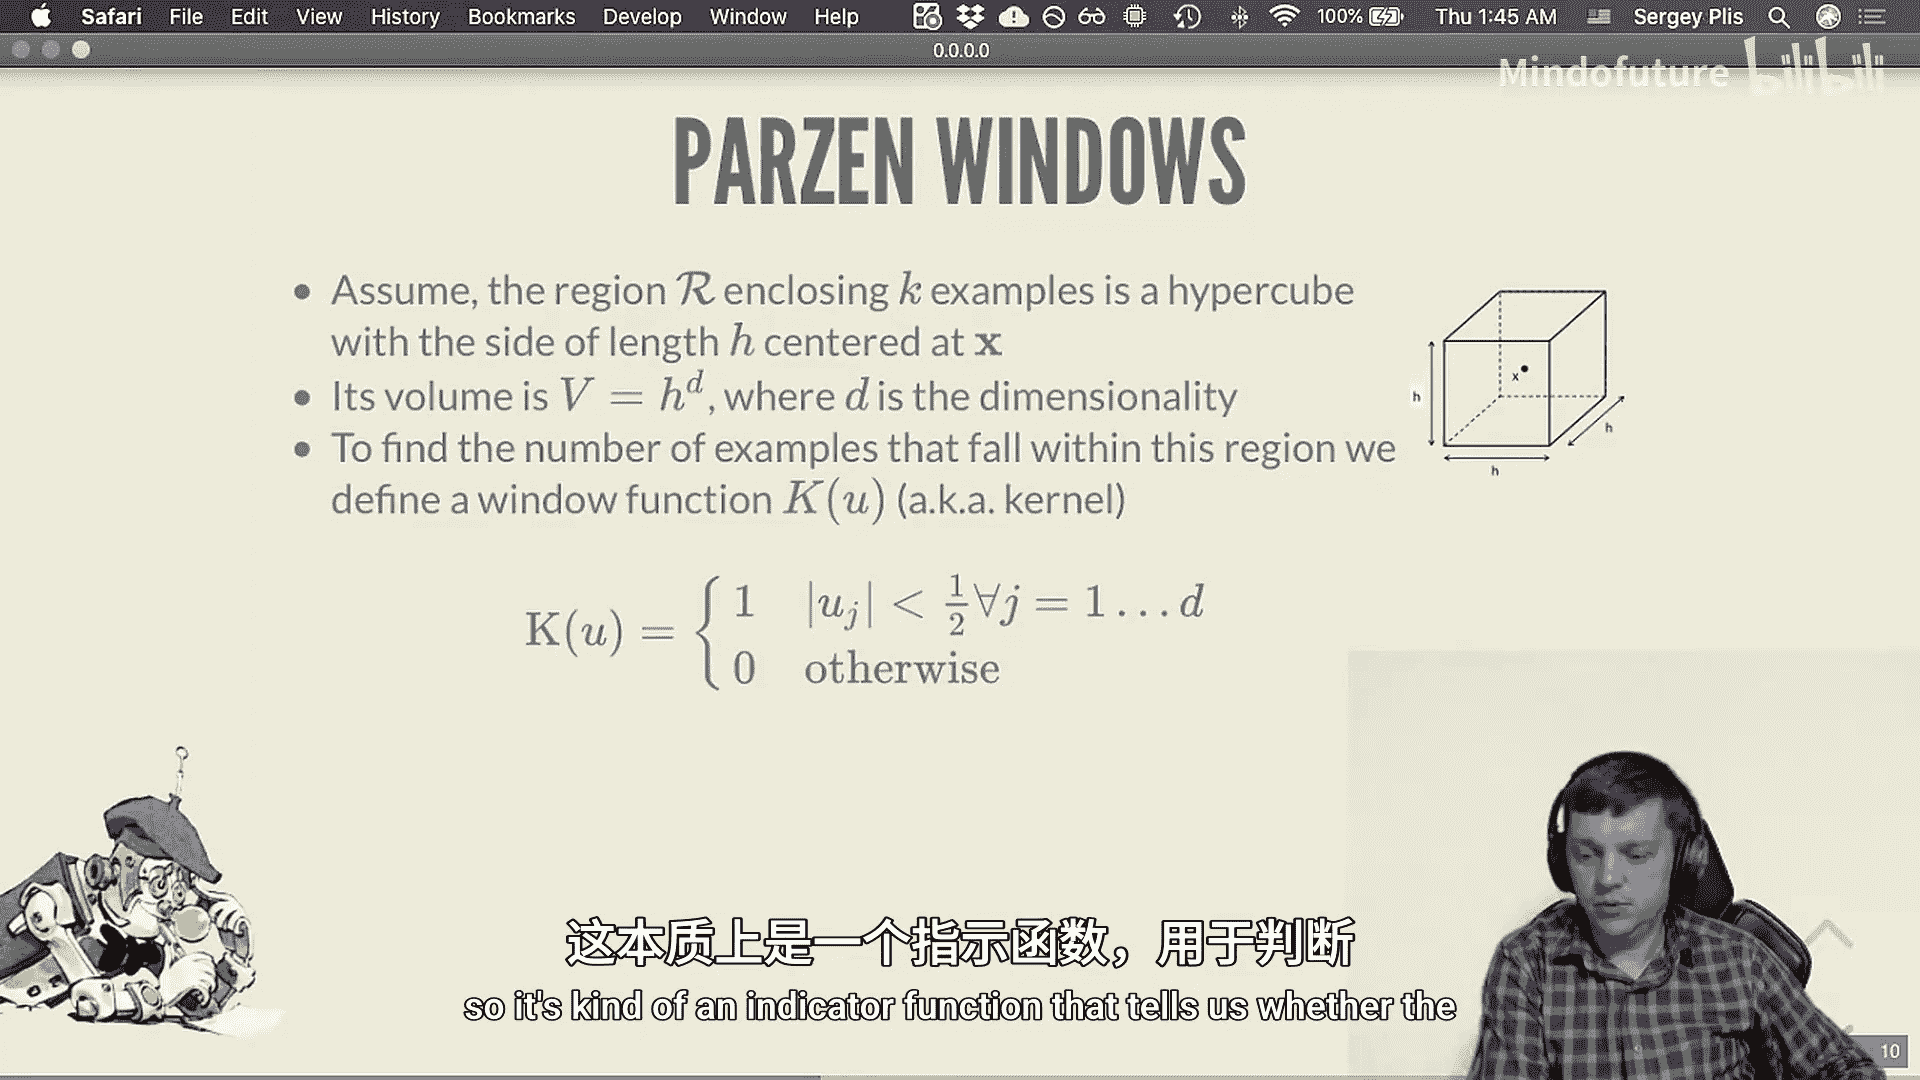 Safari File Edit View History Bookmarks Develop Window Help 100% Thu 1:45 AM Sergey Plis
0.0.0.0
Mindofuture bilibili
PARZEN WINDOWS
• Assume, the region ℛ enclosing k examples is a hypercube
with the side of length h centered at x
• Its volume is V = h^d, where d is the dimensionality
• To find the number of examples that fall within this region we
define a window function K(u) (a.k.a. kernel)
x
h
h
h
K(u) = { 1 |u_j| < 1/2 ∀j = 1 … d
0 otherwise
这本质上是一个指示函数，用于判断
so it's kind of an indicator function that tells us whether the
10